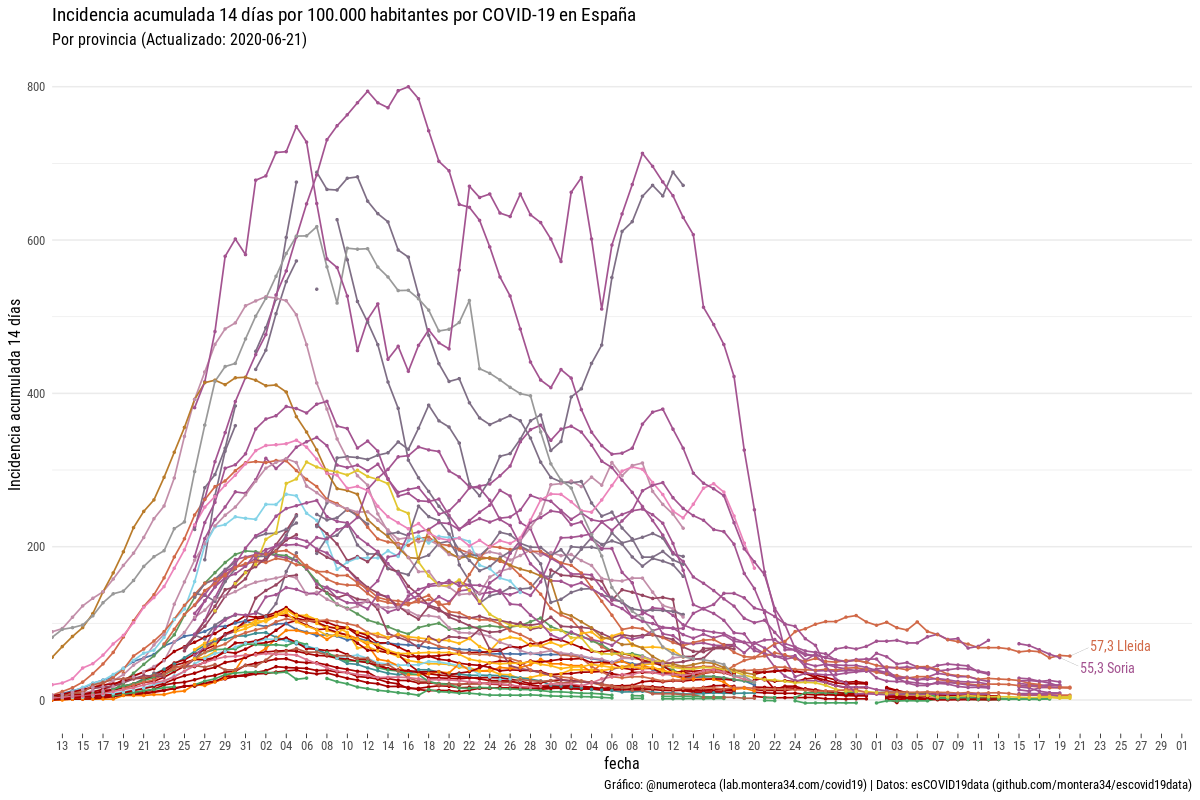 Incidencia acumulada 14 días por 100.000 habitantes por COVID-19 en España
Por provincia (Actualizado: 2020-06-21)
Incidencia acumulada 14 días
800
600
400
200
0
57,3 Lleida
55,3 Soria
13 15 17 19 21 23 25 27 29 31 02 04 06 08 10 12 14 16 18 20 22 24 26 28 30 02 04 06 08 10 12 14 16 18 20 22 24 26 28 30 01 03 05 07 09 11 13 15 17 19 21 23 25 27 29 01
fecha
Gráfico: @numeroteca (lab.montera34.com/covid19) | Datos: esCOVID19data (github.com/montera34/escovid19data)